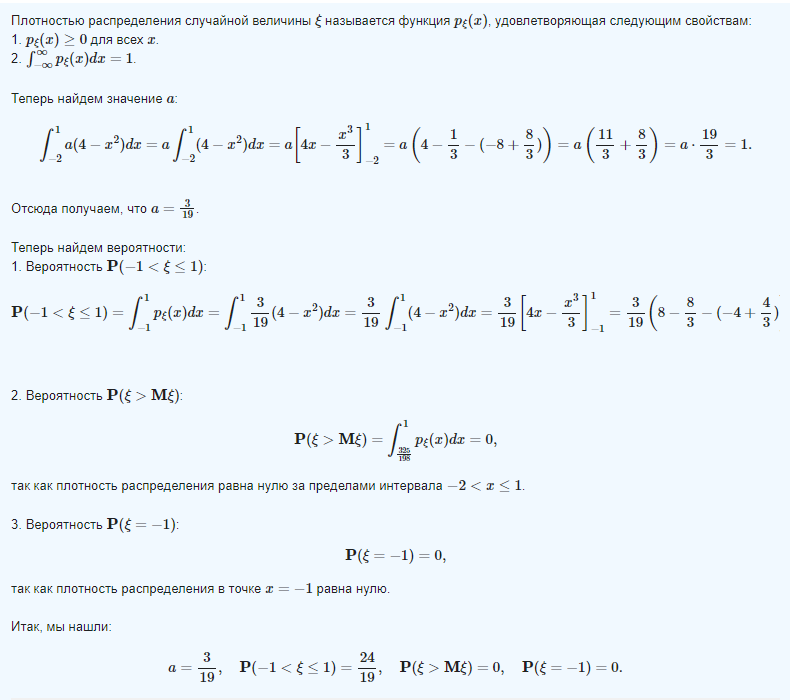 Плотностью распределения случайной величины ξ называется функция pξ(x), удовлетворяющая следующим свойствам:
1. pξ(x) ≥ 0 для всех x.
2. ∫_{−∞}^{∞} pξ(x)dx = 1.
Теперь найдем значение a:
∫_{−2}^{1} a(4 − x²)dx = a ∫_{−2}^{1} (4 − x²)dx = a[4x − x³/3]_{−2}^{1} = a(4 − 1/3 − (−8 + 8/3)) = a(11/3 + 8/3) = a · 19/3 = 1.
Отсюда получаем, что a = 3/19.
Теперь найдем вероятности:
1. Вероятность P(−1 < ξ ≤ 1):
P(−1 < ξ ≤ 1) = ∫_{−1}^{1} pξ(x)dx = ∫_{−1}^{1} 3/19 (4 − x²)dx = 3/19 ∫_{−1}^{1} (4 − x²)dx = 3/19 [4x − x³/3]_{−1}^{1} = 3/19 (8 − 8/3 − (−4 + 4/3)
2. Вероятность P(ξ > Mξ):
P(ξ > Mξ) = ∫_{325/198}^{1} pξ(x)dx = 0,
так как плотность распределения равна нулю за пределами интервала −2 < x ≤ 1.
3. Вероятность P(ξ = −1):
P(ξ = −1) = 0,
так как плотность распределения в точке x = −1 равна нулю.
Итак, мы нашли:
a = 3/19, P(−1 < ξ ≤ 1) = 24/19, P(ξ > Mξ) = 0, P(ξ = −1) = 0.